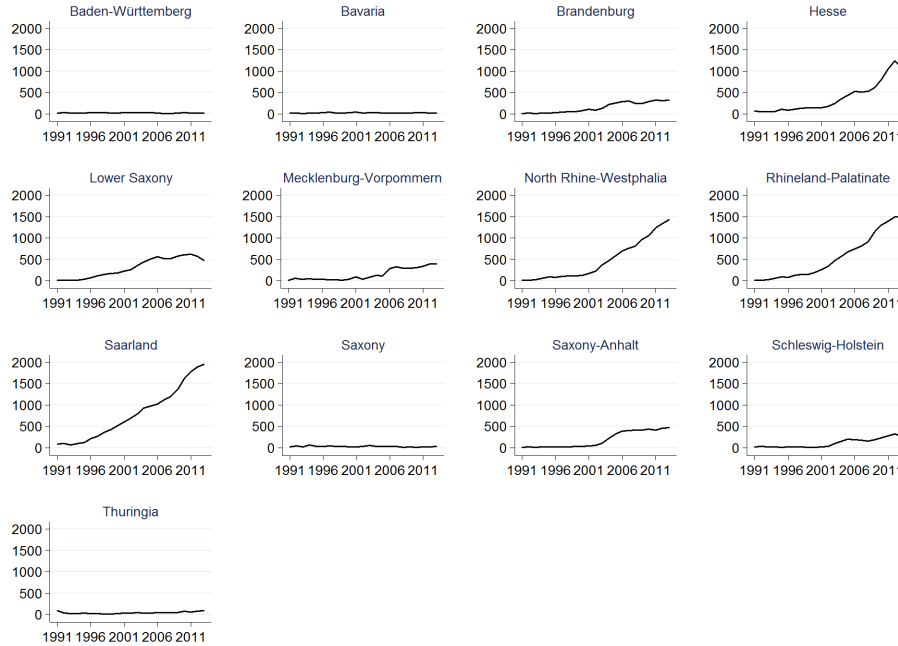 Baden-Württemberg
Bavaria
Brandenburg
Hesse
2000
1500
1000
500
0
1991 1996 2001 2006 2011
2000
1500
1000
500
0
1991 1996 2001 2006 2011
2000
1500
1000
500
0
1991 1996 2001 2006 2011
2000
1500
1000
500
0
1991 1996 2001 2006 2011
Lower Saxony
Mecklenburg-Vorpommern
North Rhine-Westphalia
Rhineland-Palatinate
2000
1500
1000
500
0
1991 1996 2001 2006 2011
2000
1500
1000
500
0
1991 1996 2001 2006 2011
2000
1500
1000
500
0
1991 1996 2001 2006 2011
2000
1500
1000
500
0
1991 1996 2001 2006 2011
Saarland
Saxony
Saxony-Anhalt
Schleswig-Holstein
2000
1500
1000
500
0
1991 1996 2001 2006 2011
2000
1500
1000
500
0
1991 1996 2001 2006 2011
2000
1500
1000
500
0
1991 1996 2001 2006 2011
2000
1500
1000
500
0
1991 1996 2001 2006 2011
Thuringia
2000
1500
1000
500
0
1991 1996 2001 2006 2011